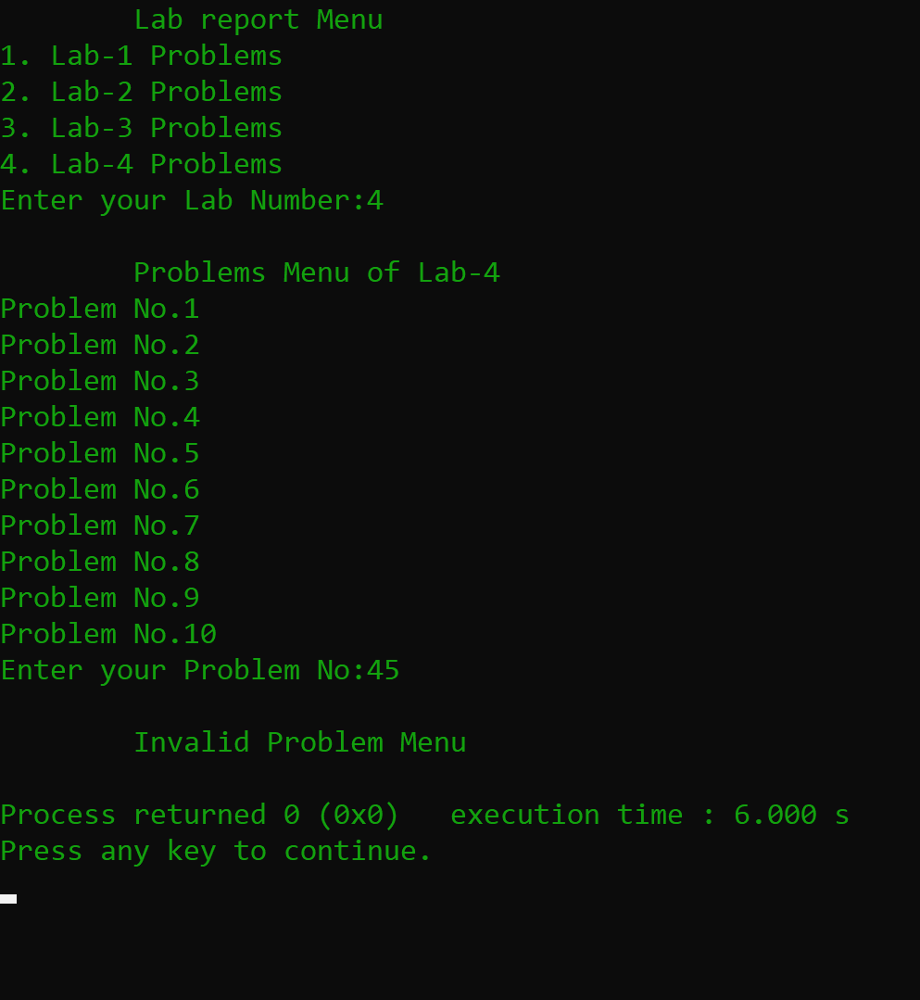 Lab report Menu
1. Lab-1 Problems
2. Lab-2 Problems
3. Lab-3 Problems
4. Lab-4 Problems
Enter your Lab Number:4
Problems Menu of Lab-4
Problem No.1
Problem No.2
Problem No.3
Problem No.4
Problem No.5
Problem No.6
Problem No.7
Problem No.8
Problem No.9
Problem No.10
Enter your Problem No:45
Invalid Problem Menu
Process returned 0 (0x0)   execution time : 6.000 s
Press any key to continue.